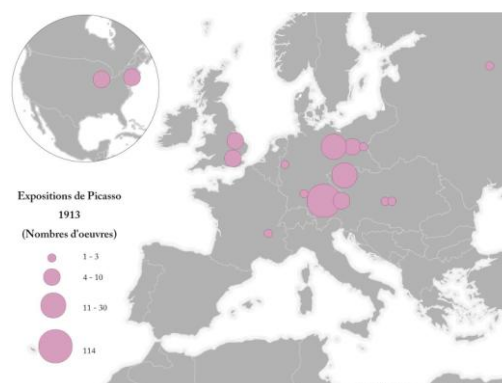 Expositions de Picasso
1913
(Nombres d'oeuvres)
1 - 3
4 - 10
11 - 30
114